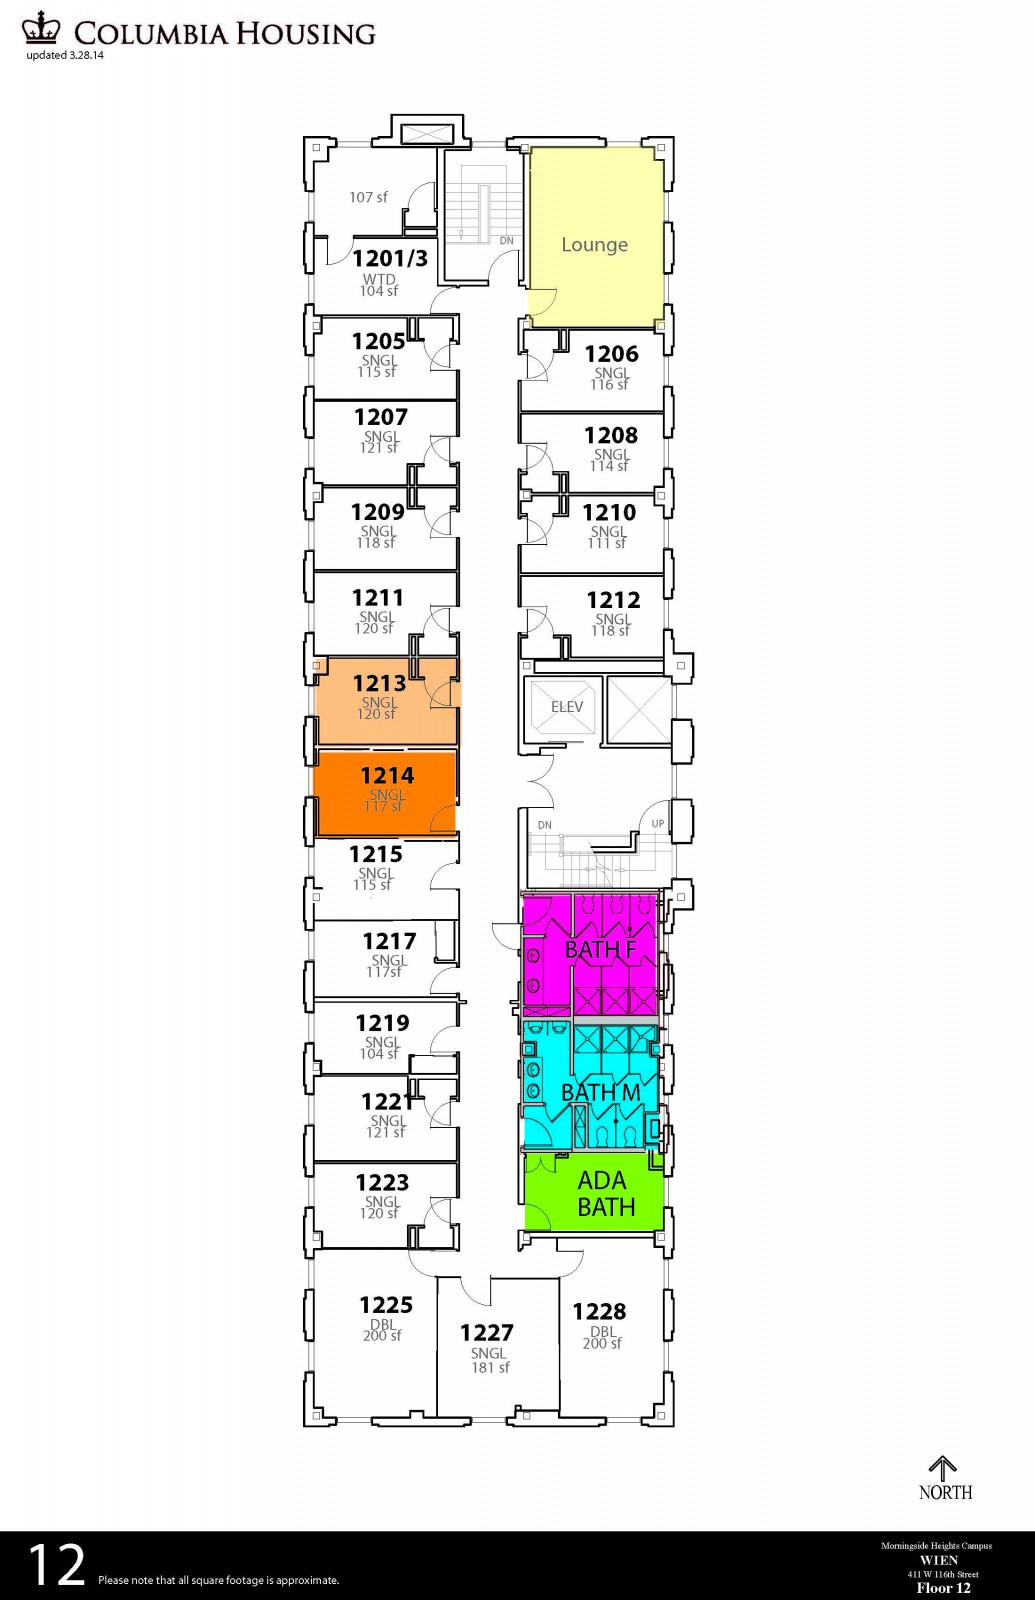 COLUMBIA HOUSING
updated 3.28.14
107 sf
DN
Lounge
1201/3
WTD
104 sf
1205
SNGL
115 sf
1206
SNGL
116 sf
1207
SNGL
121 sf
1208
SNGL
114 sf
1209
SNGL
118 sf
1210
SNGL
111 sf
1211
SNGL
120 sf
1212
SNGL
118 sf
1213
SNGL
120 sf
ELEV
1214
SNGL
117 sf
DN
UP
1215
SNGL
115 sf
1217
SNGL
117sf
BATH F
1219
SNGL
104 sf
BATH M
1221
SNGL
121 sf
1223
SNGL
120 sf
ADA
BATH
1225
DBL
200 sf
1227
SNGL
181 sf
1228
DBL
200 sf
NORTH
12
Please note that all square footage is approximate.
Morningside Heights Campus
WIEN
411 W 116th Street
Floor 12